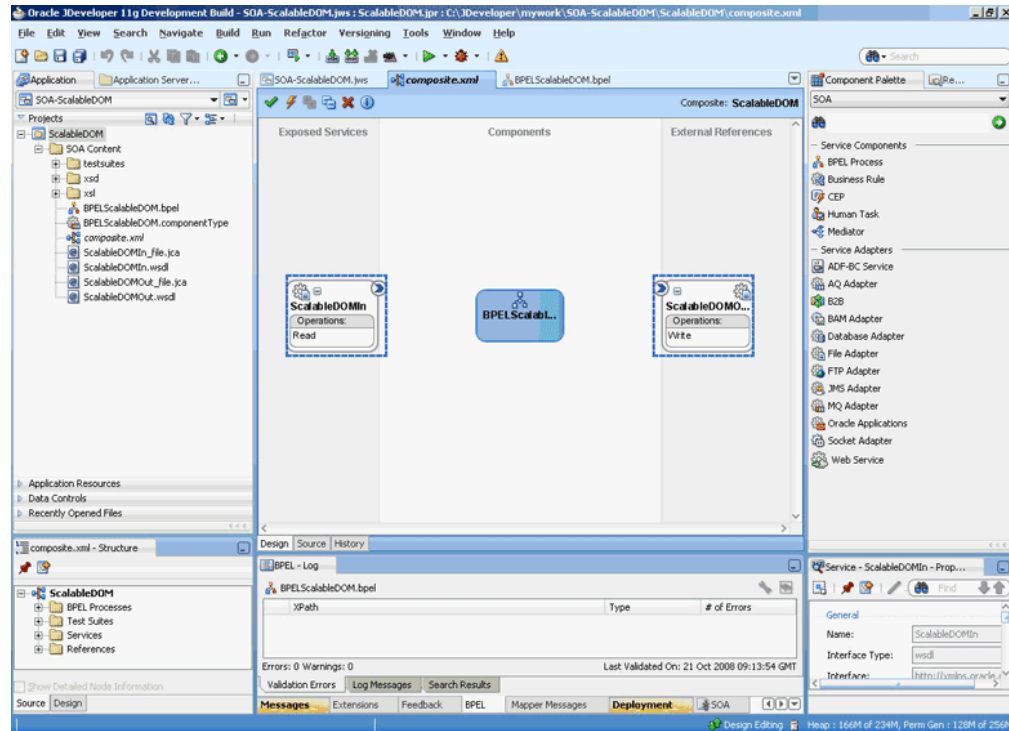 Oracle JDeveloper 11g Development Build - SOA-ScalableDOM.jws : ScalableDOM.jpr : C:\JDeveloper\mywork\SOA-ScalableDOM\ScalableDOM\composite.xml
File Edit View Search Navigate Build Run Refactor Versioning Tools Window Help
Search
Application
Application Server...
SOA-ScalableDOM
Projects
ScalableDOM
SOA Content
testsuites
xsd
xsl
BPELScalableDOM.bpel
BPELScalableDOM.componentType
composite.xml
ScalableDOMIn_file.jca
ScalableDOMIn.wsdl
ScalableDOMOut_file.jca
ScalableDOMOut.wsdl
Application Resources
Data Controls
Recently Opened Files
composite.xml - Structure
ScalableDOM
BPEL Processes
Test Suites
Services
References
Show Detailed Node Information
Source Design
SOA-ScalableDOM.jws
composite.xml
BPELScalableDOM.bpel
Composite: ScalableDOM
Exposed Services Components External References
ScalableDOMIn
Operations:
Read
BPELScalabl...
ScalableDOMO...
Operations:
Write
Design Source History
BPEL - Log
BPELScalableDOM.bpel
XPath Type # of Errors
Errors: 0 Warnings: 0
Last Validated On: 21 Oct 2008 09:13:54 GMT
Validation Errors Log Messages Search Results
Messages Extensions Feedback BPEL Mapper Messages Deployment SOA
Component Palette
Re...
SOA
Service Components
BPEL Process
Business Rule
CEP
Human Task
Mediator
Service Adapters
ADF-BC Service
AQ Adapter
B2B
BAM Adapter
Database Adapter
File Adapter
FTP Adapter
JMS Adapter
MQ Adapter
Oracle Applications
Socket Adapter
Web Service
Service - ScalableDOMIn - Prop...
Find
General
Name: ScalableDOMIn
Interface Type: wsdl
Interface: http://xmlns.oracle.
Design Editing
Heap : 166M of 234M, Perm Gen : 128M of 256M